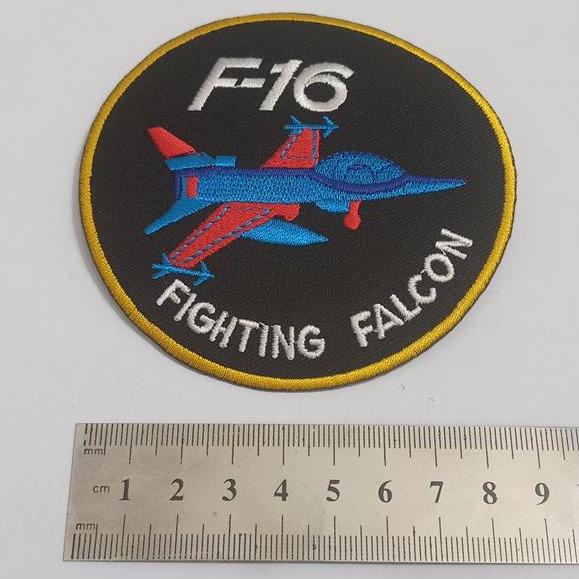 F-16
FIGHTING FALCON
mm
cm 1 2 3 4 5 6 7 8 9
mm